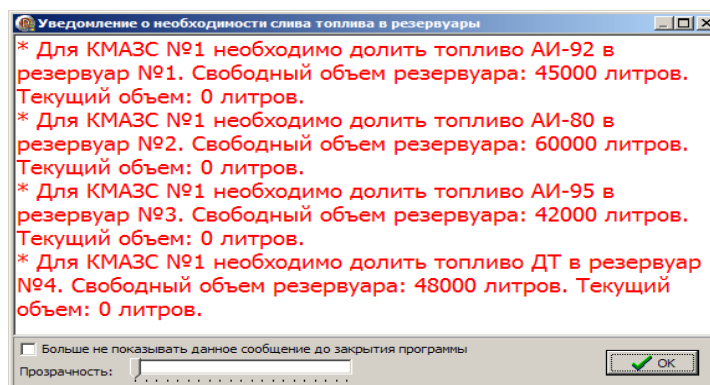 Уведомление о необходимости слива топлива в резервуары
* Для КМАЗС №1 необходимо долить топливо АИ-92 в
резервуар №1. Свободный объем резервуара: 45000 литров.
Текущий объем: 0 литров.
* Для КМАЗС №1 необходимо долить топливо АИ-80 в
резервуар №2. Свободный объем резервуара: 60000 литров.
Текущий объем: 0 литров.
* Для КМАЗС №1 необходимо долить топливо АИ-95 в
резервуар №3. Свободный объем резервуара: 42000 литров.
Текущий объем: 0 литров.
* Для КМАЗС №1 необходимо долить топливо ДТ в резервуар
№4. Свободный объем резервуара: 48000 литров. Текущий
объем: 0 литров.
Больше не показывать данное сообщение до закрытия программы
Прозрачность:
ОК